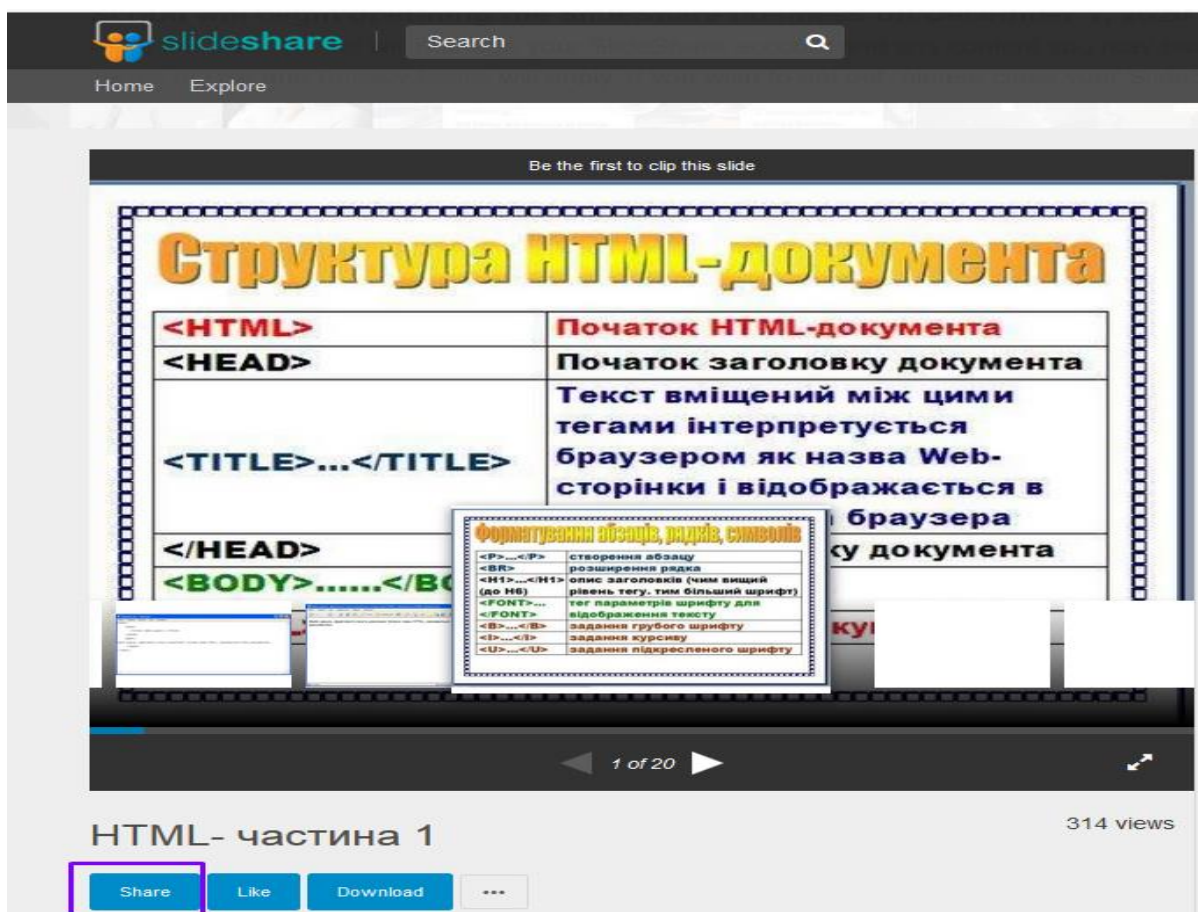 slideshare
Search
Home Explore
Be the first to clip this slide
Структура HTML-документа
<HTML> Початок HTML-документа
<HEAD> Початок заголовку документа
<TITLE>...</TITLE> Текст вміщений між цими
тегами інтерпретується
браузером як назва Web-
сторінки і відображається в
браузера
</HEAD> документа
<BODY>......</BO
Форматування абзаців, рядків, символів
<P>...</P> створення абзацу
<BR> розширення рядка
<H1>...</H1> опис заголовків (чим вищий
(до H6) рівень тегу. тим більший шрифт)
<FONT>... тег параметрів шрифту для
</FONT> відображення тексту
<B>...</B> задання грубого шрифту
<I>...</I> задання курсиву
<U>...</U> задання підкресленого шрифту
1 of 20
HTML- частина 1
314 views
Share Like Download ...